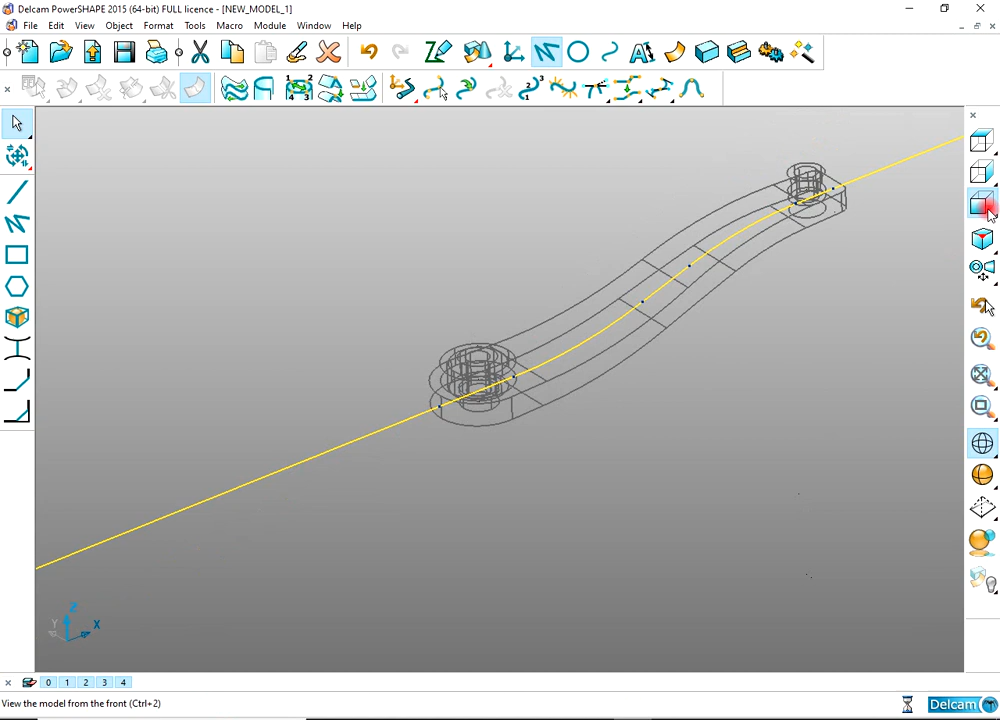 Delcam PowerSHAPE 2015 (64-bit) FULL licence - [NEW_MODEL_1]
File Edit View Object Format Tools Macro Module Window Help
Z
Y
X
0 1 2 3 4
View the model from the front (Ctrl+2)
Delcam